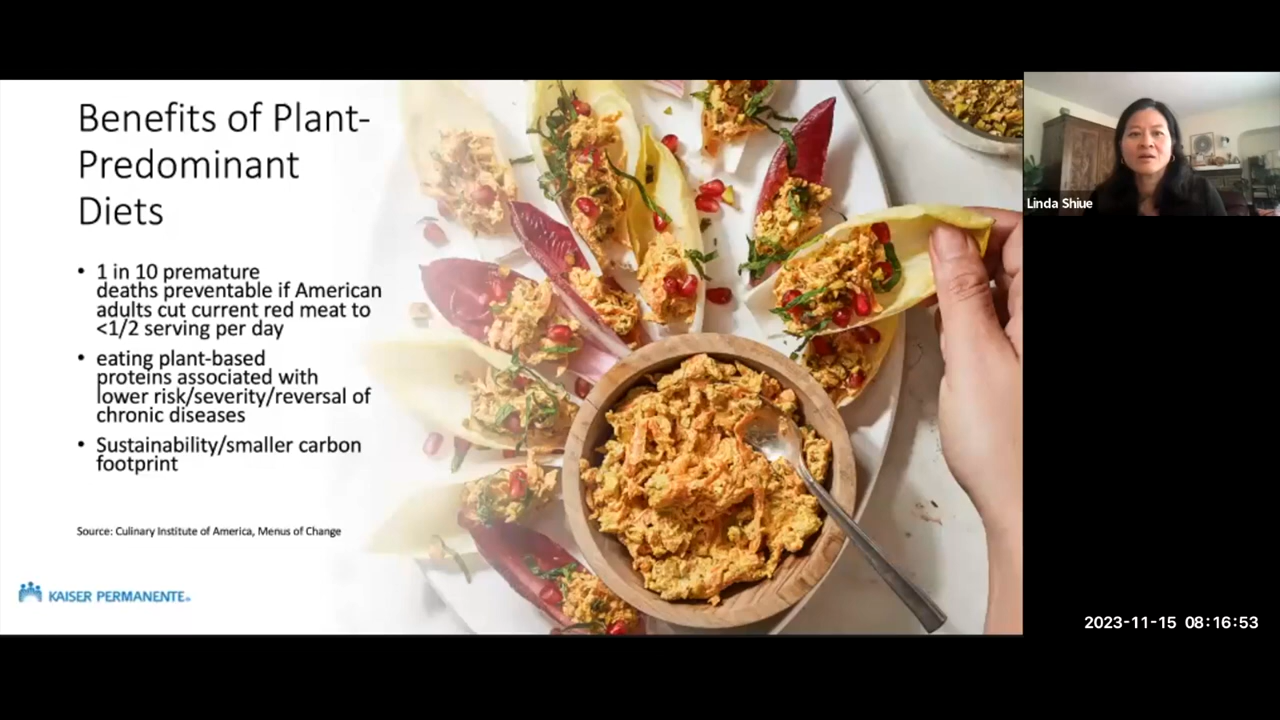 Benefits of Plant-
Predominant
Diets
• 1 in 10 premature
deaths preventable if American
adults cut current red meat to
<1/2 serving per day
• eating plant-based
proteins associated with
lower risk/severity/reversal of
chronic diseases
• Sustainability/smaller carbon
footprint
Source: Culinary Institute of America, Menus of Change
KAISER PERMANENTE®
Linda Shiue
2023-11-15 08:16:53